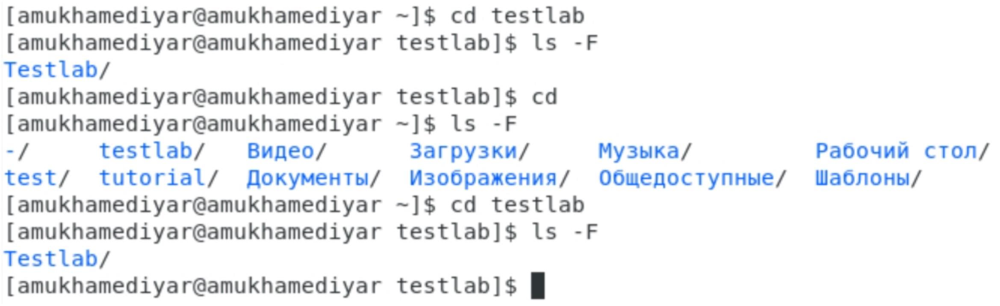 [amukhamediyar@amukhamediyar ~]$ cd testlab
[amukhamediyar@amukhamediyar testlab]$ ls -F
Testlab/
[amukhamediyar@amukhamediyar testlab]$ cd
[amukhamediyar@amukhamediyar ~]$ ls -F
-/ testlab/ Видео/ Загрузки/ Музыка/ Рабочий стол/
test/ tutorial/ Документы/ Изображения/ Общедоступные/ Шаблоны/
[amukhamediyar@amukhamediyar ~]$ cd testlab
[amukhamediyar@amukhamediyar testlab]$ ls -F
Testlab/
[amukhamediyar@amukhamediyar testlab]$